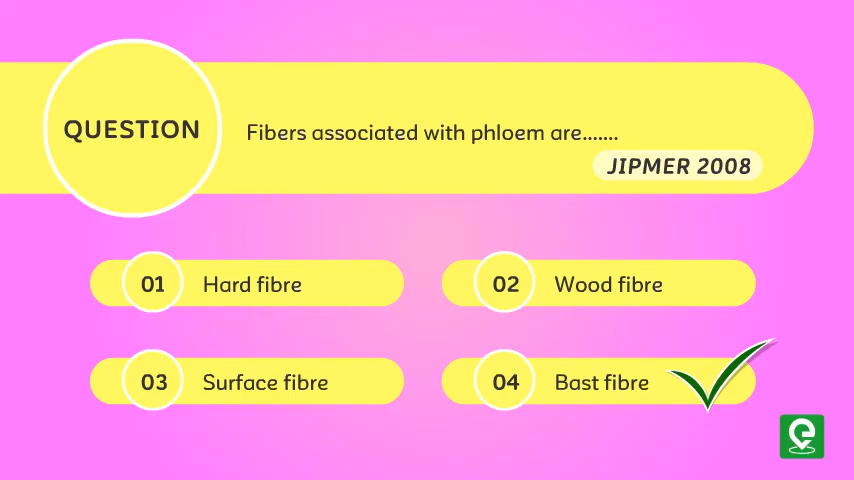 QUESTION
Fibers associated with phloem are.......
JIPMER 2008
01 Hard fibre
02 Wood fibre
03 Surface fibre
04 Bast fibre